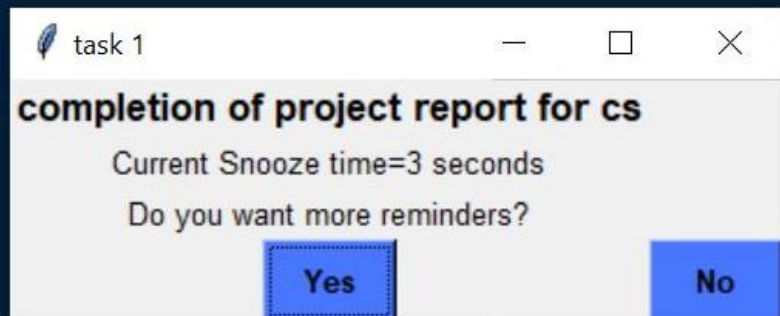 task 1
completion of project report for cs
Current Snooze time=3 seconds
Do you want more reminders?
Yes No